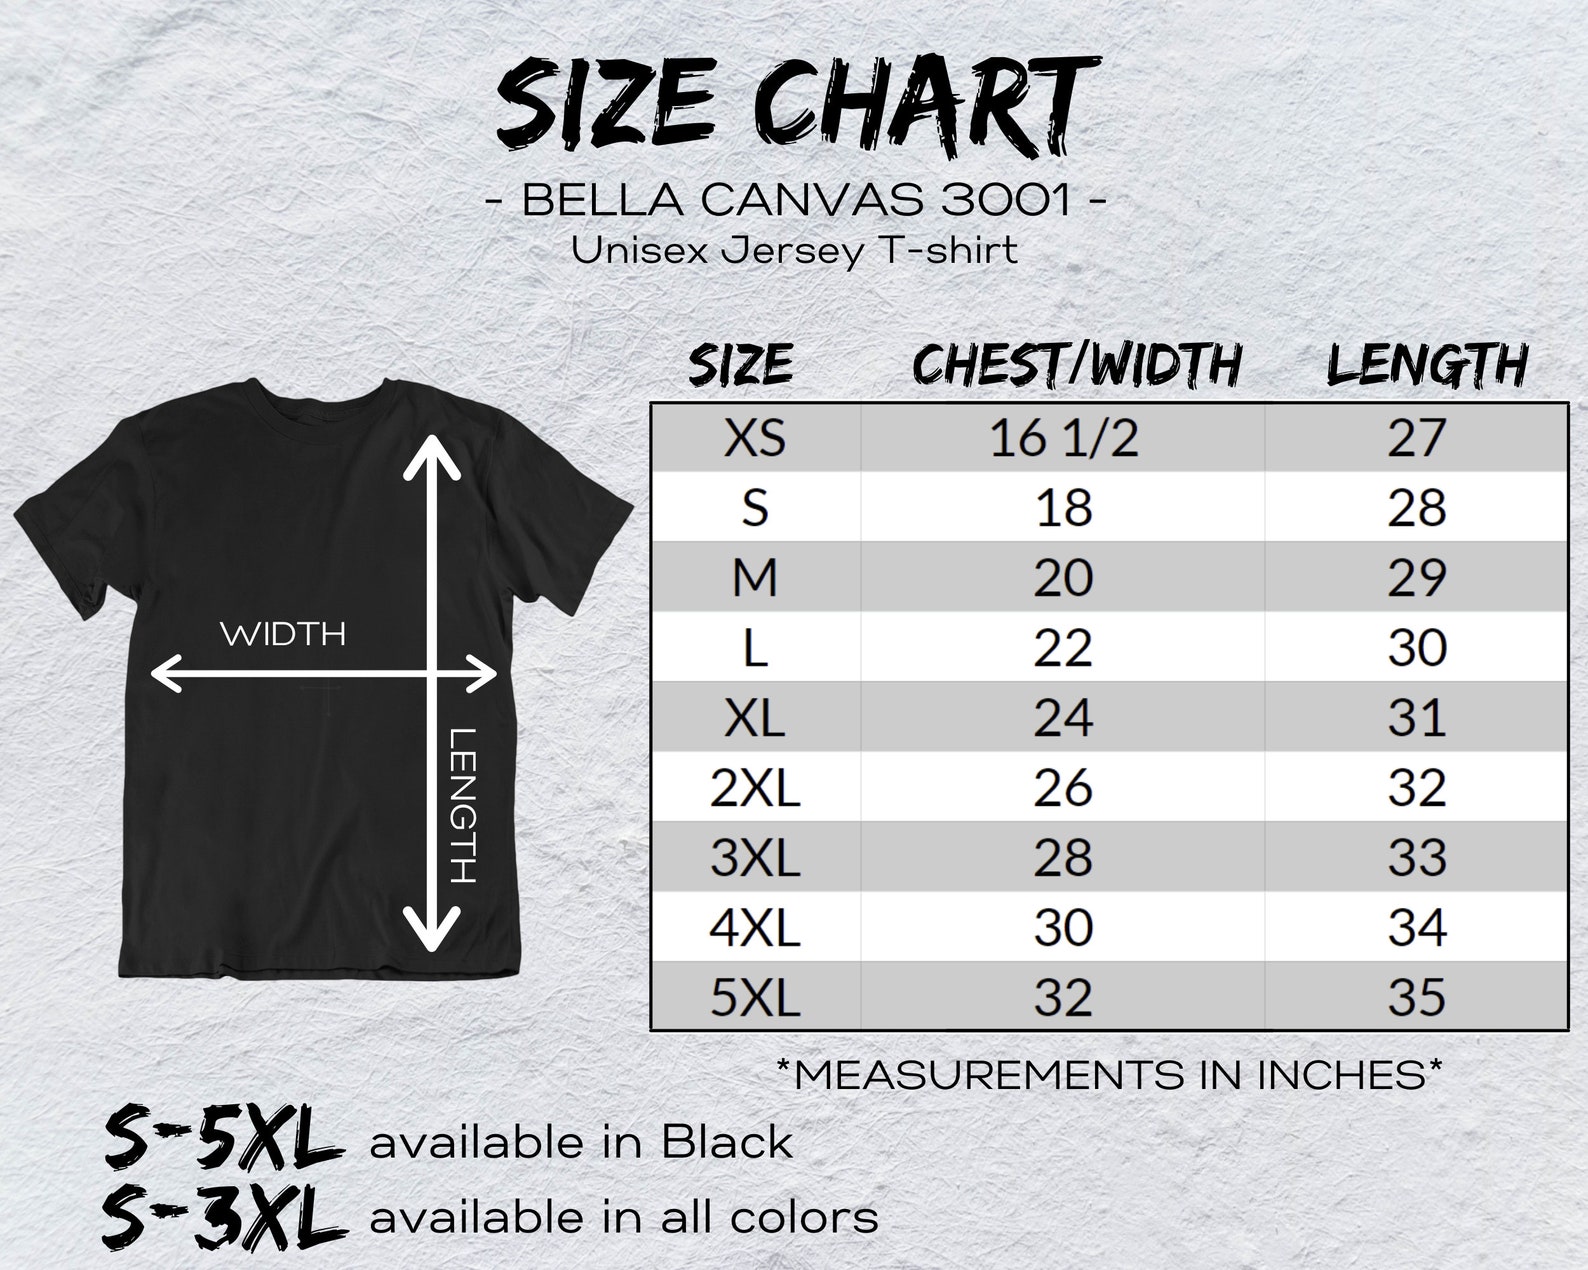 SIZE CHART
- BELLA CANVAS 3001 -
Unisex Jersey T-shirt
SIZE CHEST/WIDTH LENGTH
XS 16 1/2 27
S 18 28
M 20 29
L 22 30
XL 24 31
2XL 26 32
3XL 28 33
4XL 30 34
5XL 32 35
WIDTH
LENGTH
*MEASUREMENTS IN INCHES*
S-5XL available in Black
S-3XL available in all colors